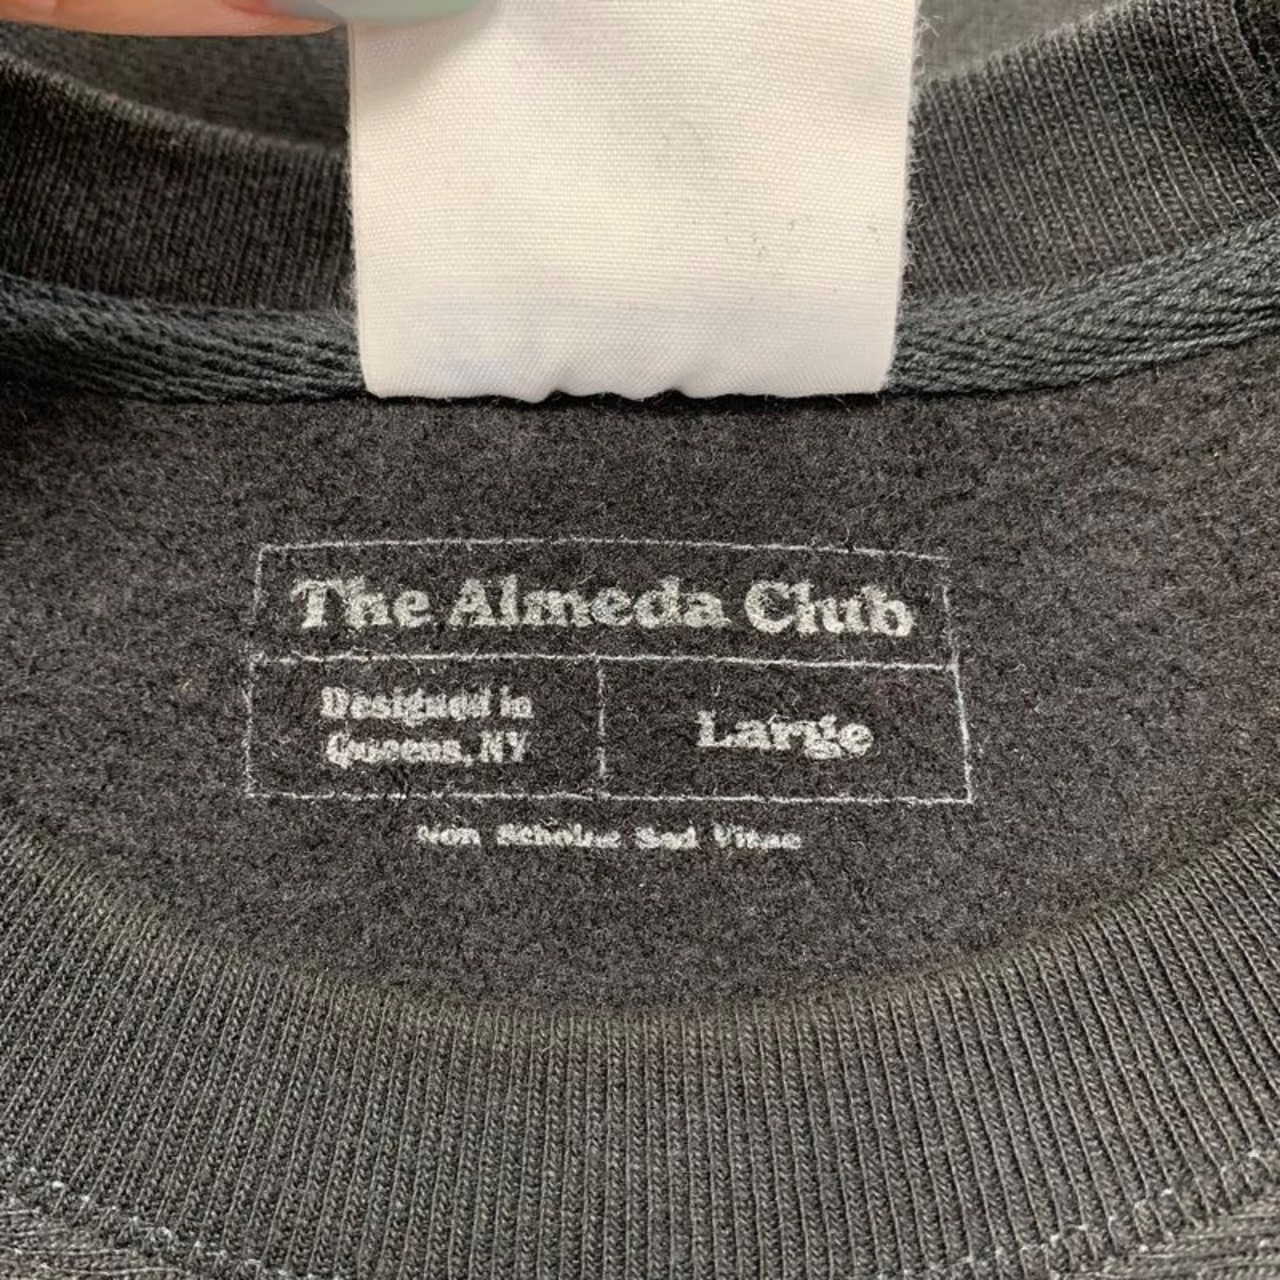 The Almeda Club
Designed in
Queens, NY
Large
Non Scholae Sed Vitae